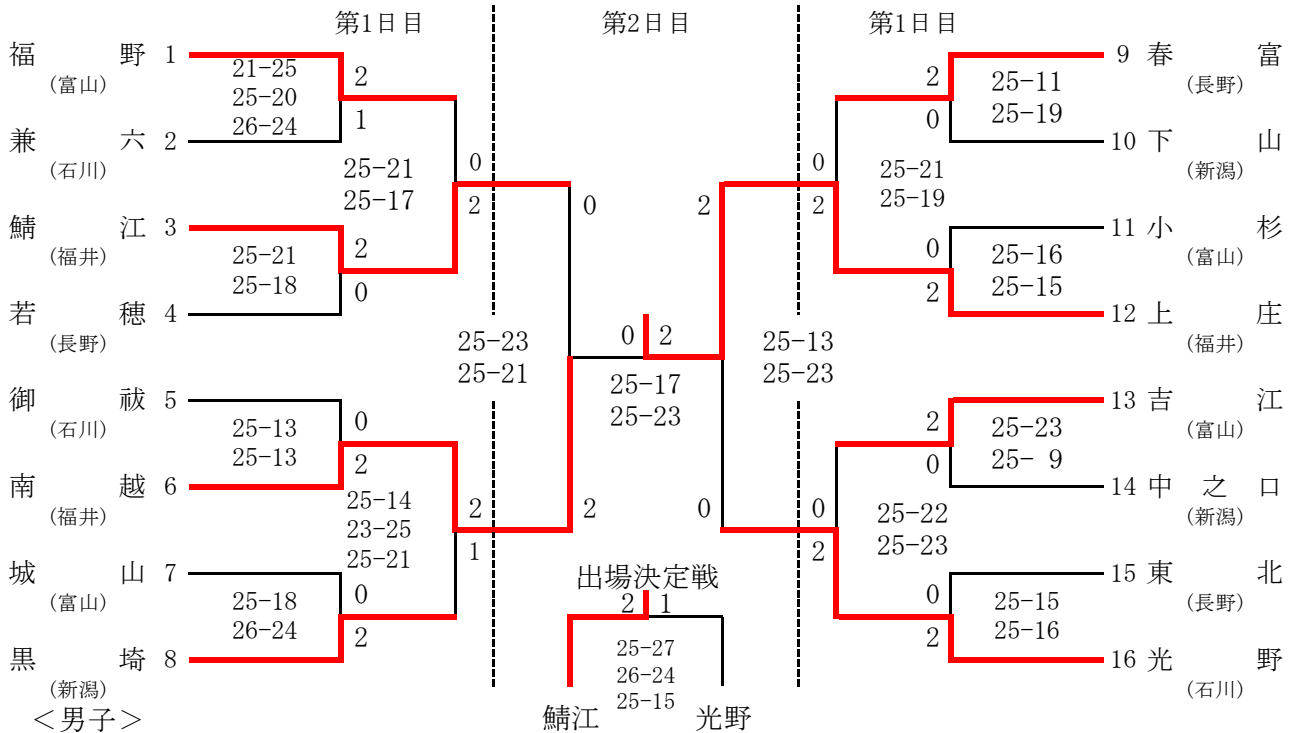 第1日目 第2日目 第1日目
福野 1
(富山)
21-25
25-20
26-24
2
1
兼六 2
(石川)
25-21
25-17
0
2
鯖江 3
(福井)
25-21
25-18
2
0
若穂 4
(長野)
25-23
25-21
0
2
御祓 5
(石川)
25-13
25-13
0
2
南越 6
(福井)
25-14
23-25
25-21
2
1
城山 7
(富山)
25-18
26-24
0
2
黒埼 8
(新潟)
<男子>
0 2
25-17
25-23
出場決定戦
2 1
25-27
26-24
25-15
鯖江 光野
9 春富
(長野)
2
0
25-11
25-19
10 下山
(新潟)
0
2
25-21
25-19
11 小杉
(富山)
0
2
25-16
25-15
12 上庄
(福井)
2
0
25-13
25-23
13 吉江
(富山)
2
0
25-23
25- 9
14 中之口
(新潟)
0
2
25-22
25-23
15 東北
(長野)
0
2
25-15
25-16
16 光野
(石川)